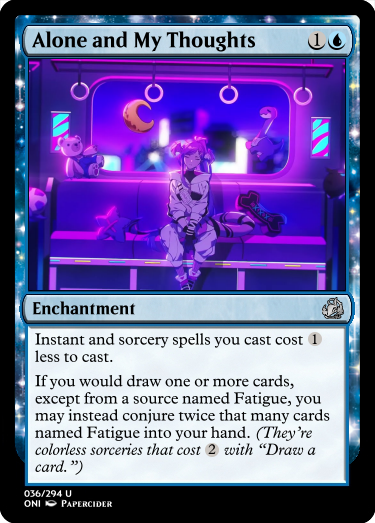 Alone and My Thoughts 1
Enchantment
Instant and sorcery spells you cast cost 1
less to cast.
If you would draw one or more cards,
except from a source named Fatigue, you
may instead conjure twice that many cards
named Fatigue into your hand. (They're
colorless sorceries that cost 2 with “Draw a
card.”)
036/294 U
ONI PAPERCIDER